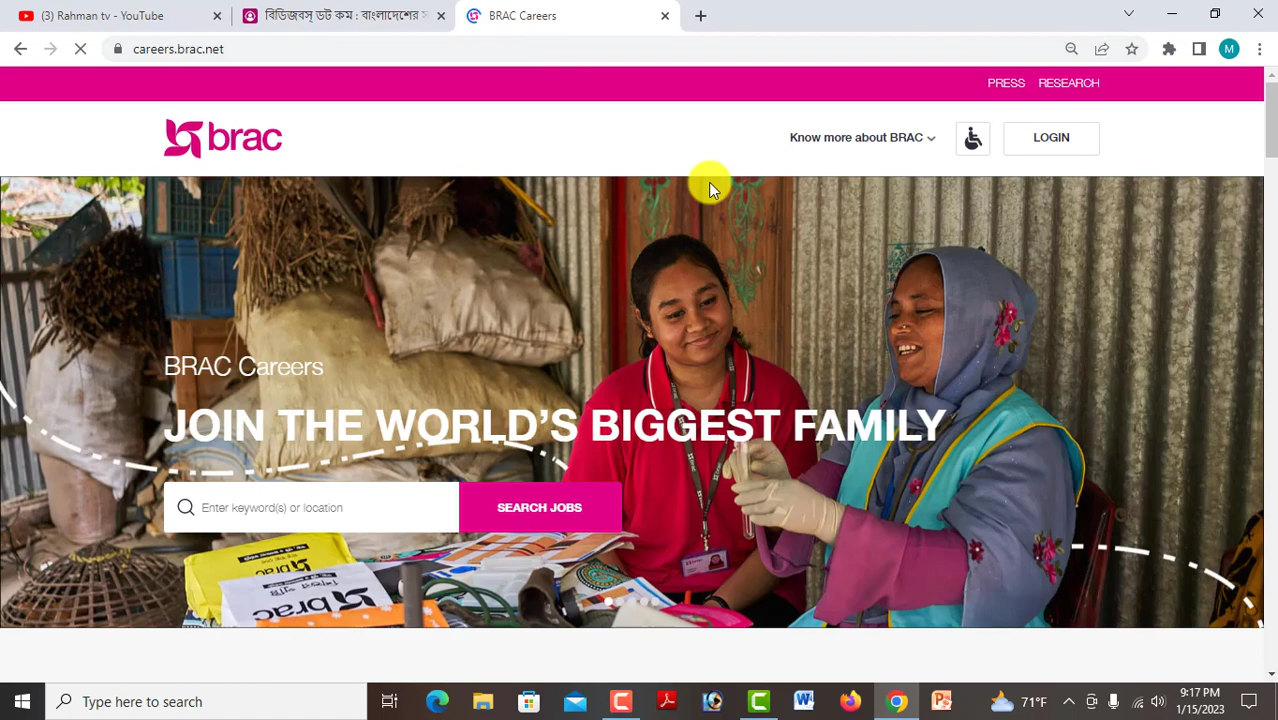 (3) Rahman tv - YouTube
বিডিজবস্ ডট কম : বাংলাদেশের স
BRAC Careers
careers.brac.net
M
PRESS RESEARCH
brac
Know more about BRAC
LOGIN
BRAC Careers
JOIN THE WORLD'S BIGGEST FAMILY
Enter keyword(s) or location
SEARCH JOBS
brac
Type here to search
71°F
9:17 PM
1/15/2023